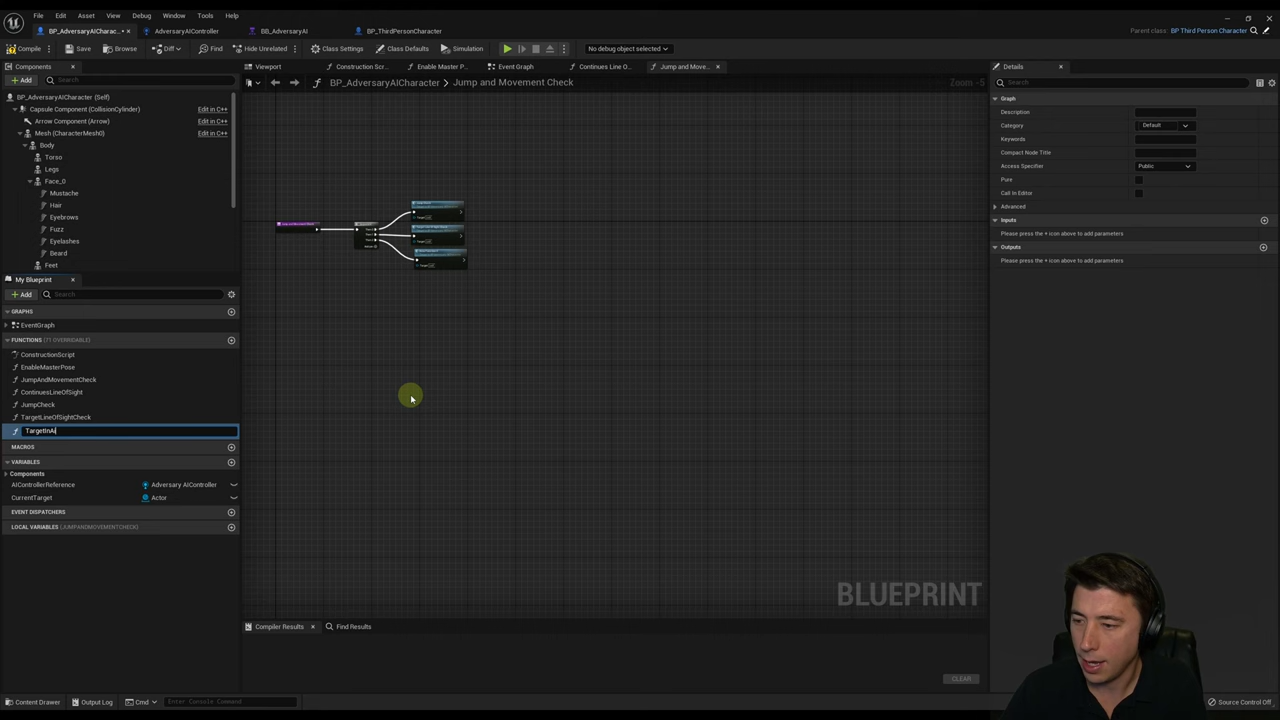 File Edit Asset View Debug Window Tools Help
BP_AdversaryAICharac... AdversaryAIController BB_AdversaryAI BP_ThirdPersonCharacter Parent class: BP Third Person Character
Compile Save Browse Diff Find Hide Unrelated Class Settings Class Defaults Simulation No debug object selected
Components
Viewport Construction Scr... Enable Master P... Event Graph Continues Line O... Jump and Move...
Details
Add Search
BP_AdversaryAICharacter > Jump and Movement Check
Zoom -5
Search
BP_AdversaryAICharacter (Self)
Capsule Component (CollisionCylinder) Edit in C++
Arrow Component (Arrow) Edit in C++
Mesh (CharacterMesh0) Edit in C++
Body
Torso
Legs
Face_0
Mustache
Hair
Eyebrows
Fuzz
Eyelashes
Beard
Feet
Graph
Description
Category Default
Keywords
Compact Node Title
Access Specifier Public
Pure
Call In Editor
Advanced
Inputs
Please press the + icon above to add parameters
Outputs
Please press the + icon above to add parameters
My Blueprint
Add Search
GRAPHS
EventGraph
FUNCTIONS (71 OVERRIDABLE)
ConstructionScript
EnableMasterPose
JumpAndMovementCheck
ContinuesLineOfSight
JumpCheck
TargetLineOfSightCheck
TargetInAi
MACROS
VARIABLES
Components
AIControllerReference Adversary AIController
CurrentTarget Actor
EVENT DISPATCHERS
LOCAL VARIABLES (JUMPANDMOVEMENTCHECK)
BLUEPRINT
Compiler Results Find Results
CLEAR
Content Drawer Output Log Cmd Enter Console Command Source Control Off